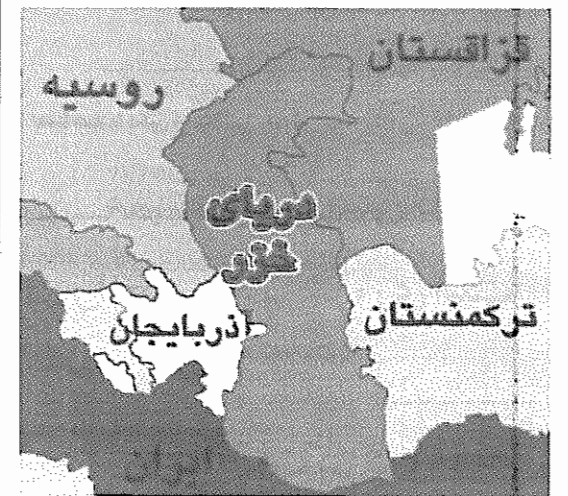 قزاقستان
روسیه
دریای
خزر
ترکمنستان
آذربایجان
ایران